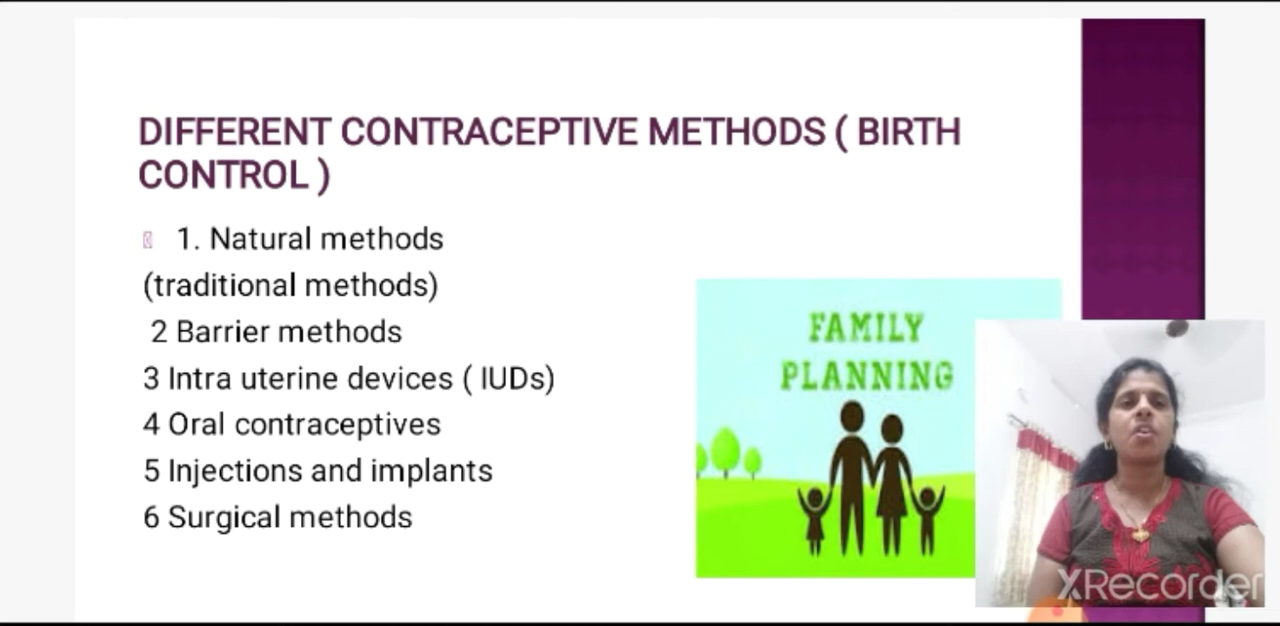 DIFFERENT CONTRACEPTIVE METHODS ( BIRTH
CONTROL )
1. Natural methods
(traditional methods)
2 Barrier methods
3 Intra uterine devices ( IUDs)
4 Oral contraceptives
5 Injections and implants
6 Surgical methods
FAMILY
PLANNING
XRecorder